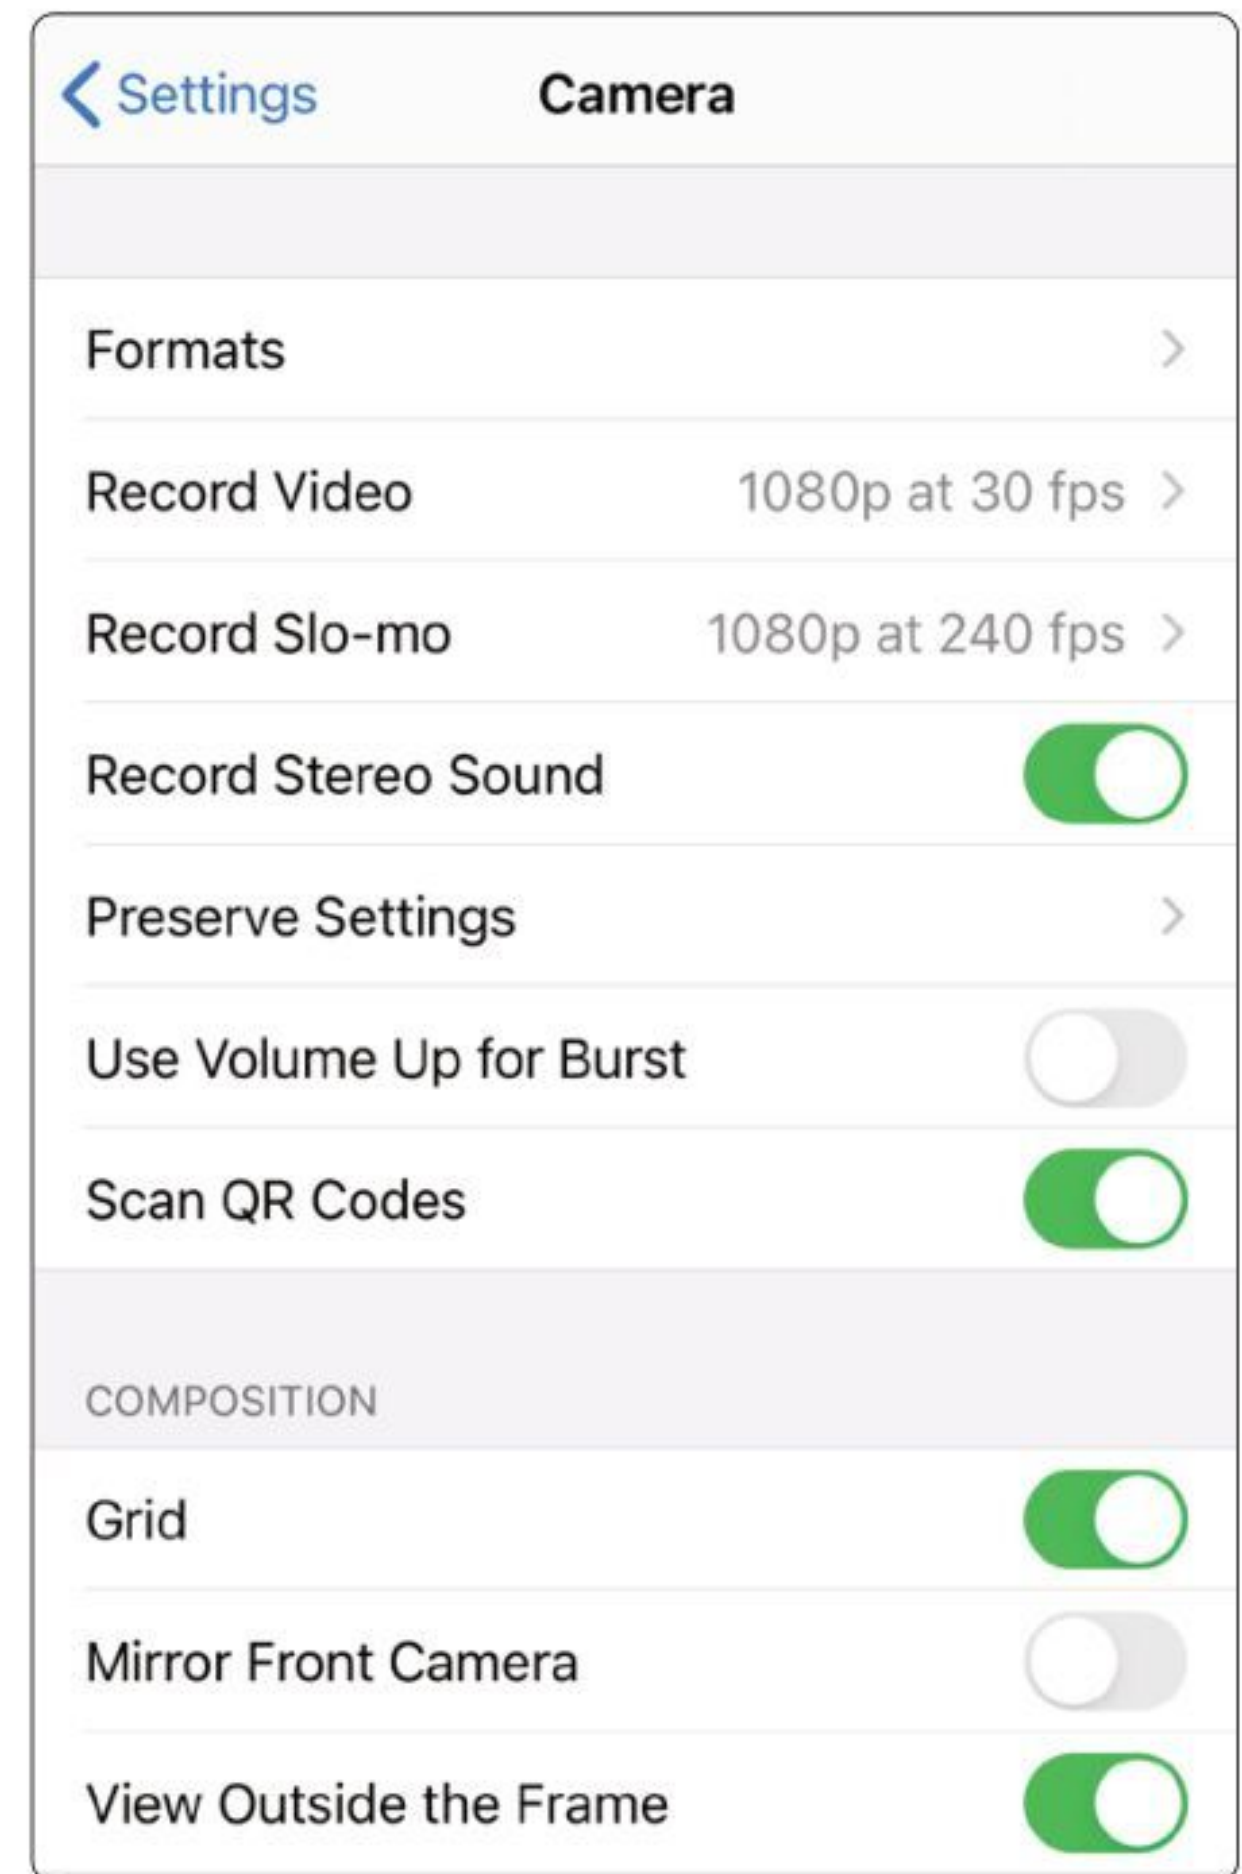 Settings Camera
Formats
Record Video 1080p at 30 fps
Record Slo-mo 1080p at 240 fps
Record Stereo Sound
Preserve Settings
Use Volume Up for Burst
Scan QR Codes
COMPOSITION
Grid
Mirror Front Camera
View Outside the Frame